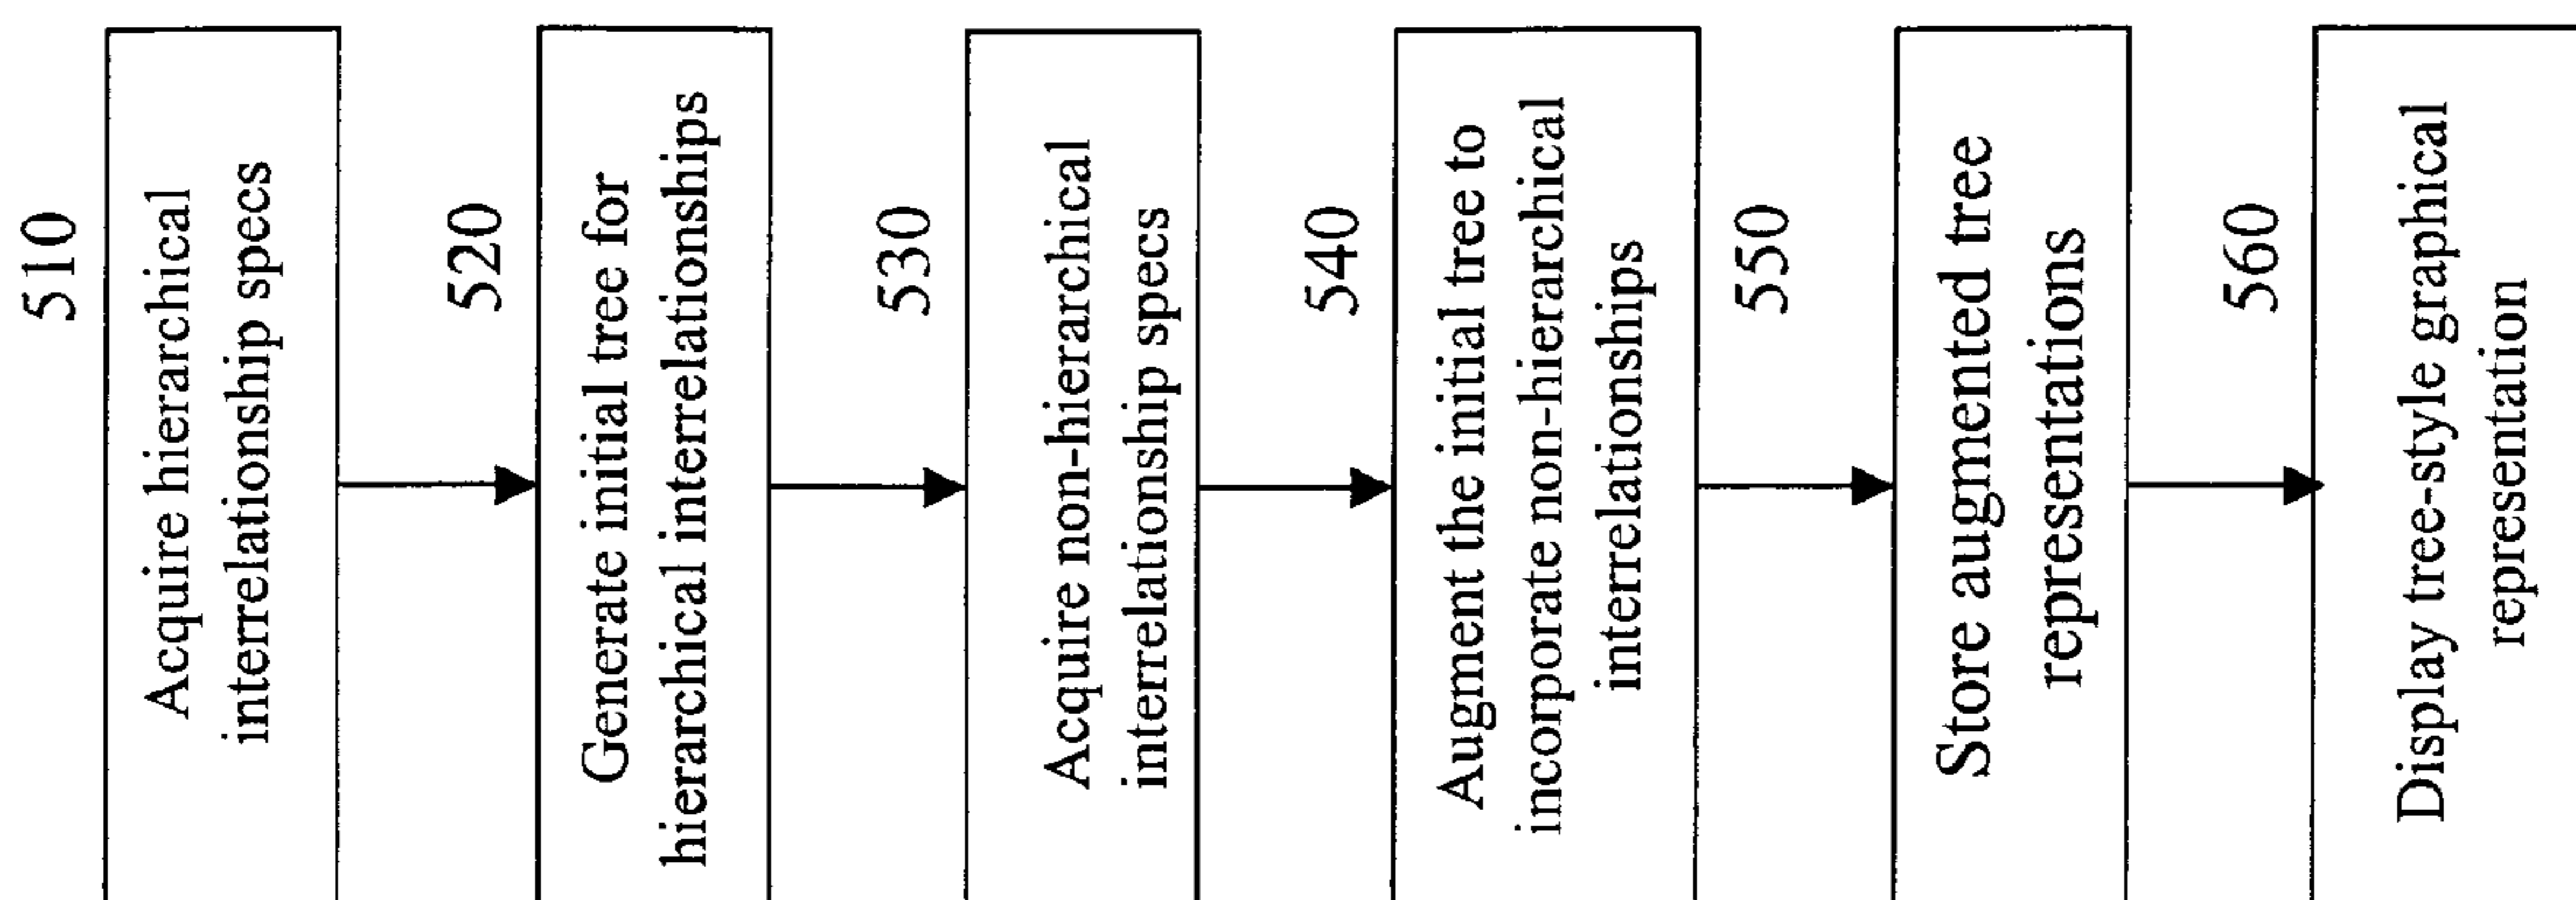 510
Acquire hierarchical
interrelationship specs
520
Generate initial tree for
hierarchical interrelationships
530
Acquire non-hierarchical
interrelationship specs
540
Augment the initial tree to
incorporate non-hierarchical
interrelationships
550
Store augmented tree
representations
560
Display tree-style graphical
representation